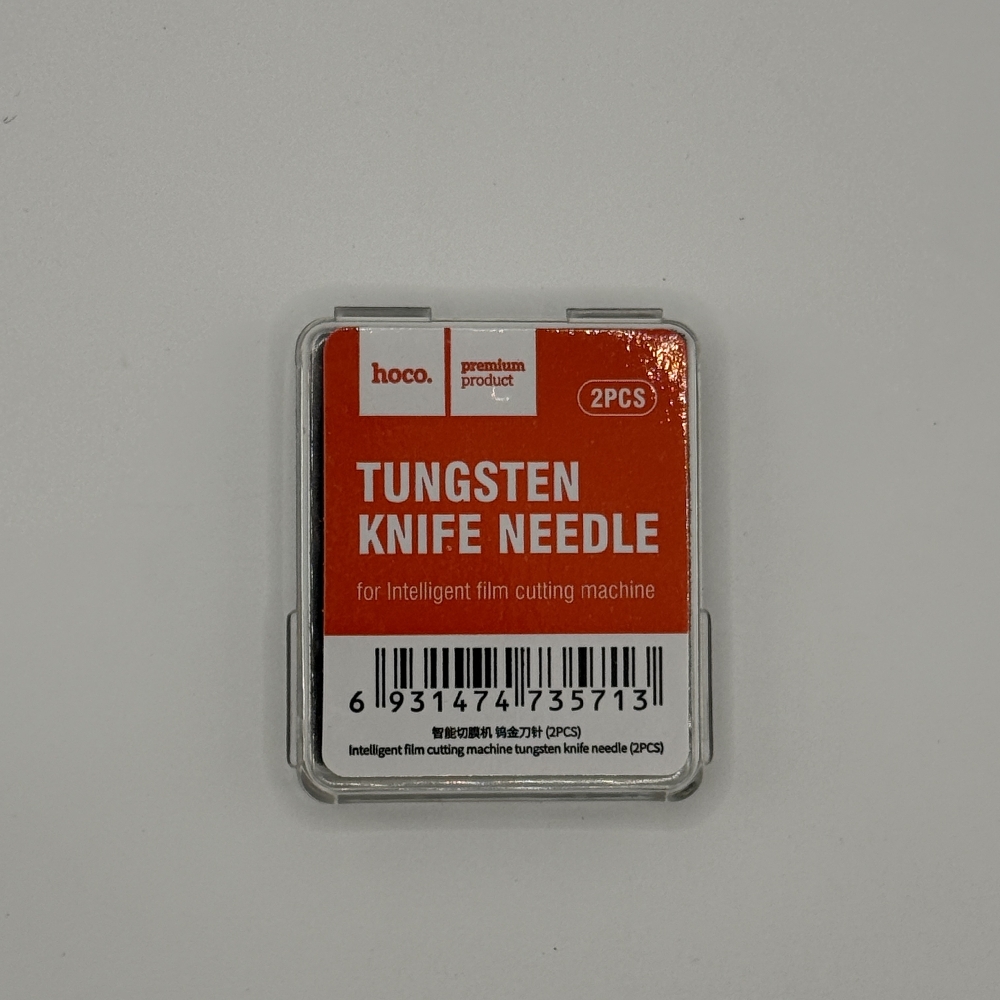 hoco.
premium
product
2PCS
TUNGSTEN
KNIFE NEEDLE
for Intelligent film cutting machine
6 931474 735713
智能切膜机 钨金刀针 (2PCS)
Intelligent film cutting machine tungsten knife needle (2PCS)